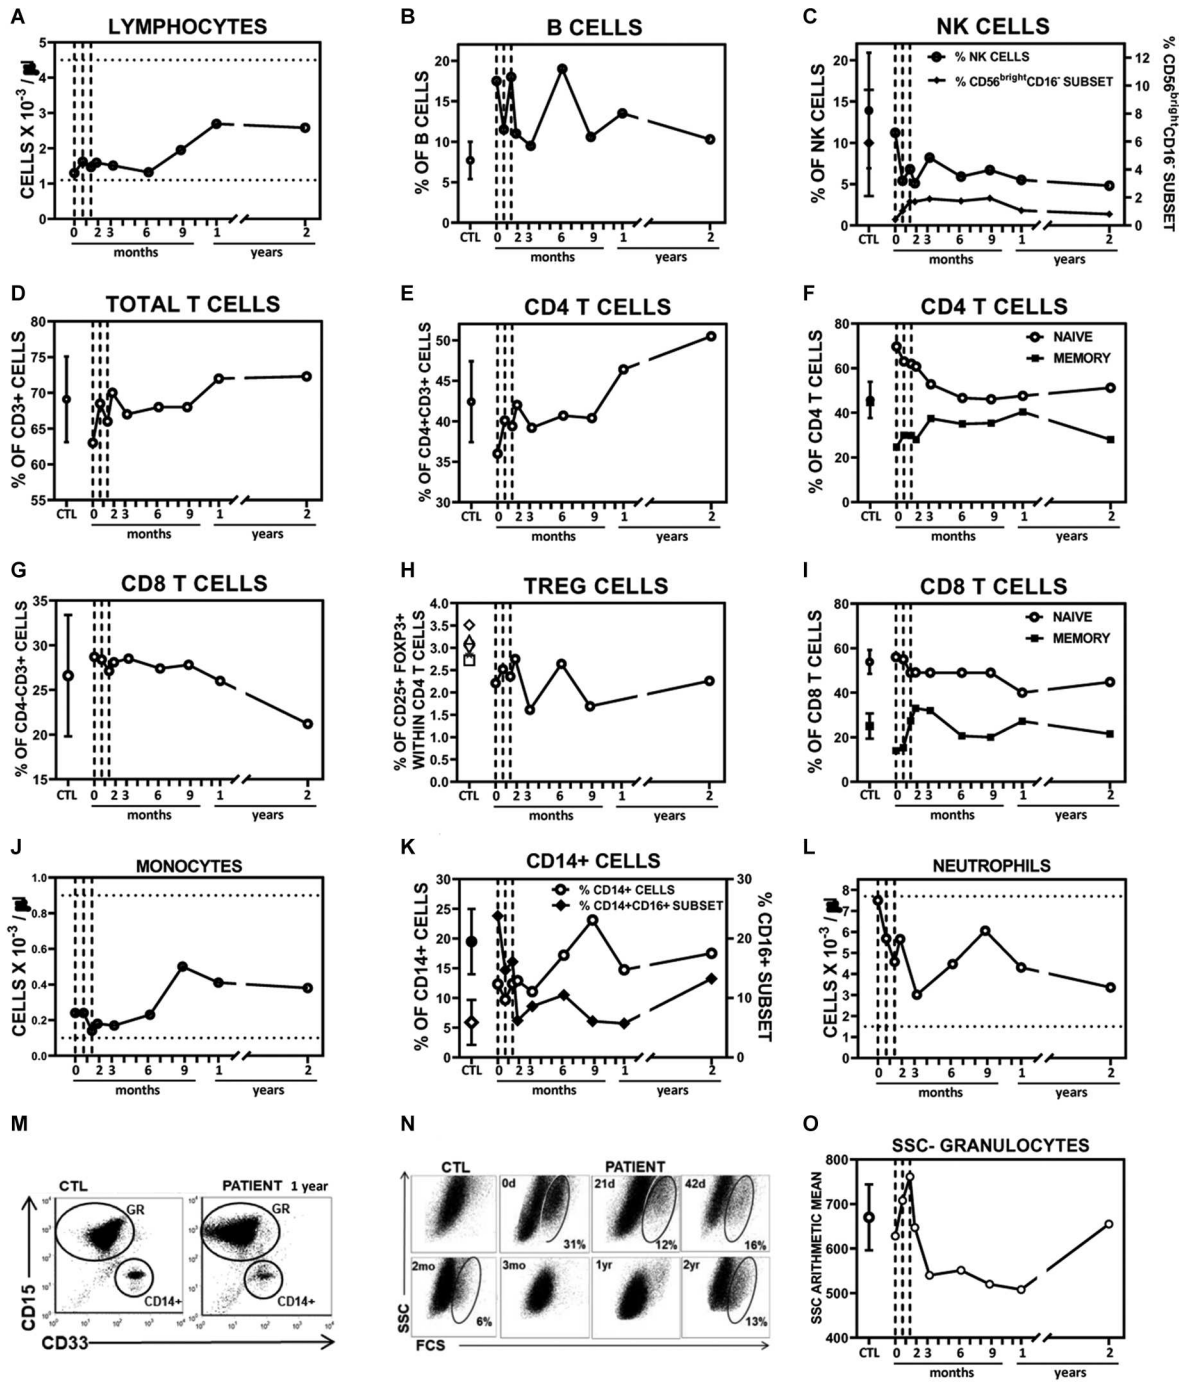 A
LYMPHOCYTES
CELLS X 10-3 /
5
4
3
2
1
0
0 2 3 6 9 1 2
months years
B
B CELLS
% OF B CELLS
20
15
10
5
0
CTL 0 2 3 6 9 1 2
months years
C
NK CELLS
% OF NK CELLS
% CD56brightCD16- SUBSET
% NK CELLS
% CD56brightCD16- SUBSET
20
15
10
5
0
12
10
8
6
4
2
0
CTL 0 2 3 6 9 1 2
months years
D
TOTAL T CELLS
% OF CD3+ CELLS
80
75
70
65
60
55
CTL 0 2 3 6 9 1 2
months years
E
CD4 T CELLS
% OF CD4+CD3+ CELLS
50
45
40
35
30
CTL 0 2 3 6 9 1 2
months years
F
CD4 T CELLS
% OF CD4 T CELLS
NAIVE
MEMORY
80
60
40
20
0
CTL 0 2 3 6 9 1 2
months years
G
CD8 T CELLS
% OF CD4-CD3+ CELLS
35
30
25
20
15
CTL 0 2 3 6 9 1 2
months years
H
TREG CELLS
% OF CD25+ FOXP3+
WITHIN CD4 T CELLS
4.0
3.5
3.0
2.5
2.0
1.5
1.0
0.5
0.0
CTL 0 2 3 6 9 1 2
months years
I
CD8 T CELLS
% OF CD8 T CELLS
NAIVE
MEMORY
80
60
40
20
0
CTL 0 2 3 6 9 1 2
months years
J
MONOCYTES
CELLS X 10-3 /
1.0
0.8
0.6
0.4
0.2
0.0
0 2 3 6 9 1 2
months years
K
CD14+ CELLS
% OF CD14+ CELLS
% CD16+ SUBSET
% CD14+ CELLS
% CD14+CD16+ SUBSET
30
25
20
15
10
5
0
30
20
10
0
CTL 0 2 3 6 9 1 2
months years
L
NEUTROPHILS
CELLS X 10-3 /
8
6
5
4
3
2
1
0
0 2 3 6 9 1 2
months years
M
CTL PATIENT 1 year
GR GR
CD14+ CD14+
CD15
CD33
N
CTL PATIENT
0d 21d 42d
31% 12% 16%
2mo 3mo 1yr 2yr
6% 13%
SSC
FCS
O
SSC- GRANULOCYTES
SSC ARITHMETIC MEAN
800
700
600
500
400
CTL 0 2 3 6 9 1 2
months years